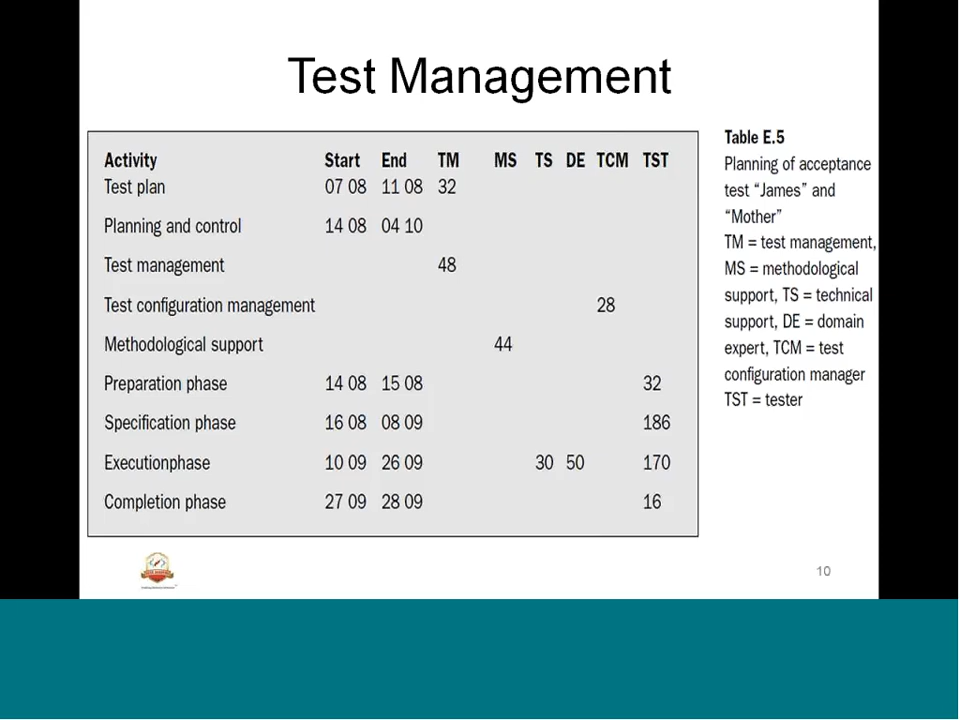 Test Management
Activity Start End TM MS TS DE TCM TST
Test plan 07 08 11 08 32
Planning and control 14 08 04 10
Test management 48
Test configuration management 28
Methodological support 44
Preparation phase 14 08 15 08 32
Specification phase 16 08 08 09 186
Executionphase 10 09 26 09 30 50 170
Completion phase 27 09 28 09 16
Table E.5
Planning of acceptance
test “James” and
“Mother”
TM = test management,
MS = methodological
support, TS = technical
support, DE = domain
expert, TCM = test
configuration manager
TST = tester
10